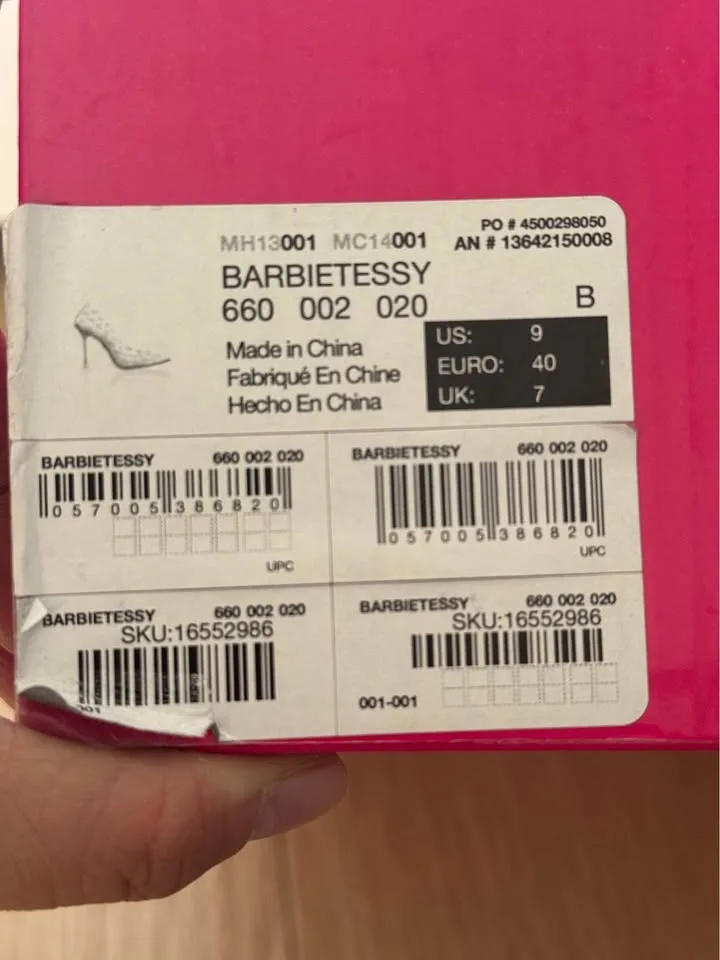 PO # 4500298050
MH13001 MC14001 AN # 13642150008
BARBIETESSY
660 002 020
B
Made in China
Fabriqué En Chine
Hecho En China
US: 9
EURO: 40
UK: 7
BARBIETESSY 660 002 020
0 57005 38682 0
UPC
BARBIETESSY 660 002 020
0 57005 38682 0
UPC
BARBIETESSY 660 002 020
SKU:16552986
001
BARBIETESSY 660 002 020
SKU:16552986
001-001